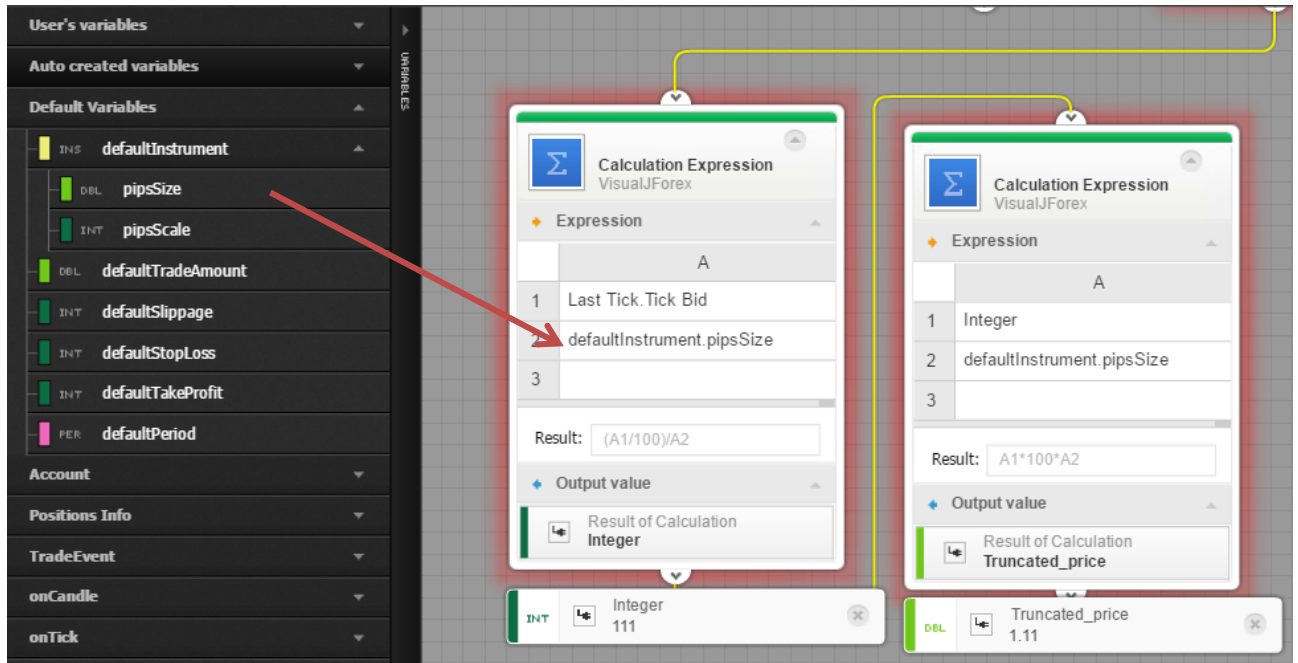 User's variables
Auto created variables
Default Variables
INS defaultInstrument
DBL pipsSize
INT pipsScale
DBL defaultTradeAmount
INT defaultSlippage
INT defaultStopLoss
INT defaultTakeProfit
PER defaultPeriod
Account
Positions Info
TradeEvent
onCandle
onTick
VARIABLES
Calculation Expression
VisualJForex
Expression
A
1 Last Tick.Tick Bid
2 defaultInstrument.pipsSize
3
Result: (A1/100)/A2
Output value
Result of Calculation
Integer
INT Integer
111
Calculation Expression
VisualJForex
Expression
A
1 Integer
2 defaultInstrument.pipsSize
3
Result: A1*100*A2
Output value
Result of Calculation
Truncated_price
DBL Truncated_price
1.11